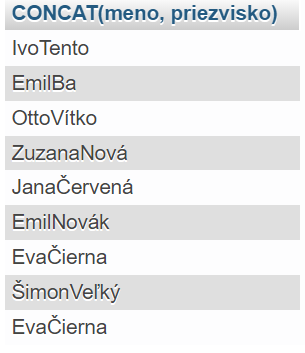 CONCAT(meno, priezvisko)
IvoTento
EmilBa
OttoVítko
ZuzanaNová
JanaČervená
EmilNovák
EvaČierna
ŠimonVeľký
EvaČierna